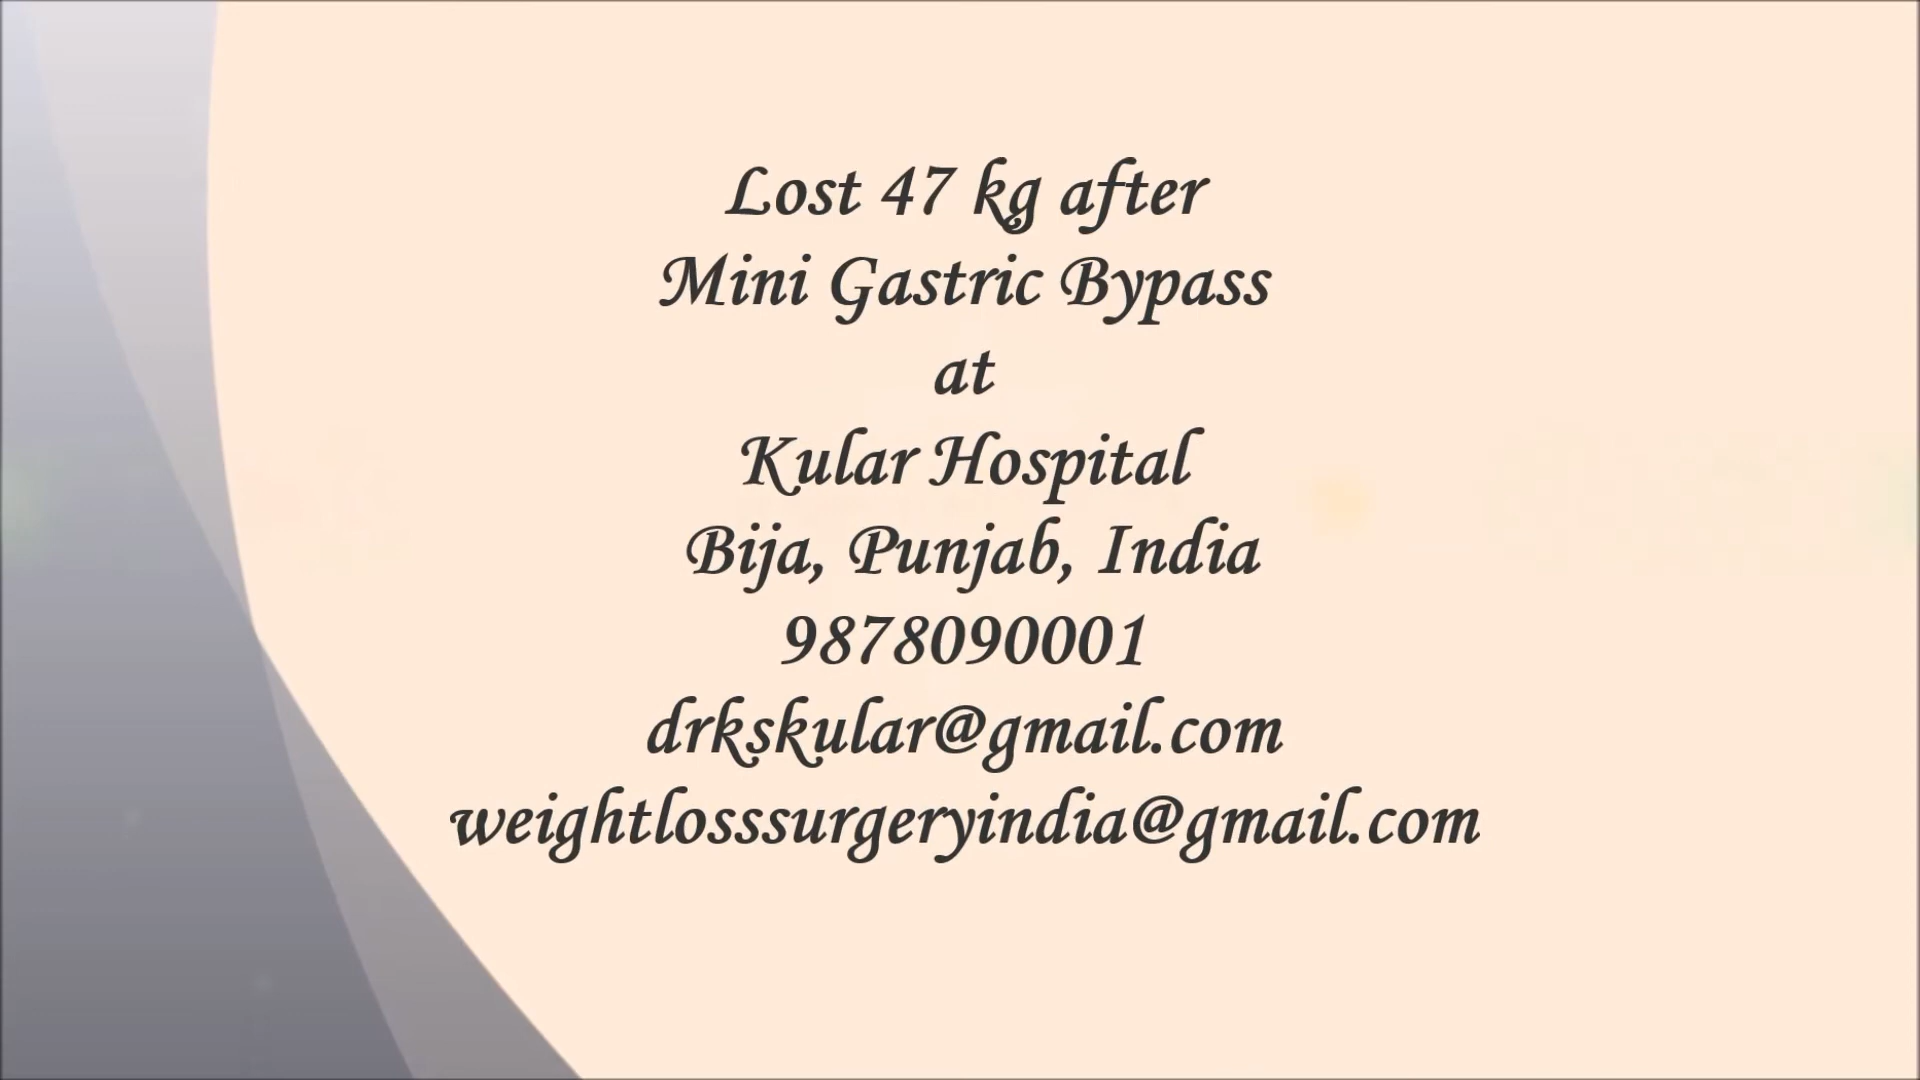 Lost 47 kg after
Mini Gastric Bypass
at
Kular Hospital
Bija, Punjab, India
9878090001
drkskular@gmail.com
weightlosssurgeryindia@gmail.com